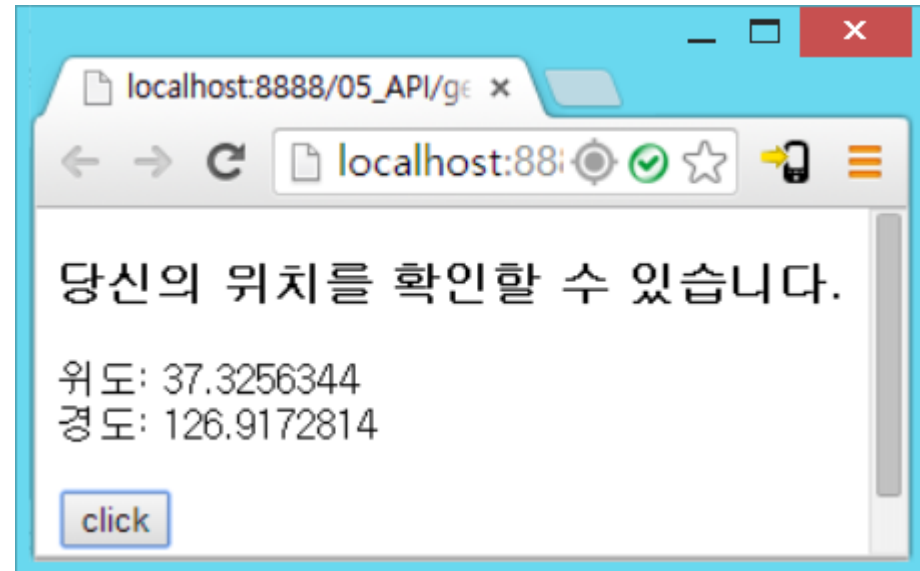 localhost:8888/05_API/ge
localhost:88
당신의 위치를 확인할 수 있습니다.
위도: 37.3256344
경도: 126.9172814
click